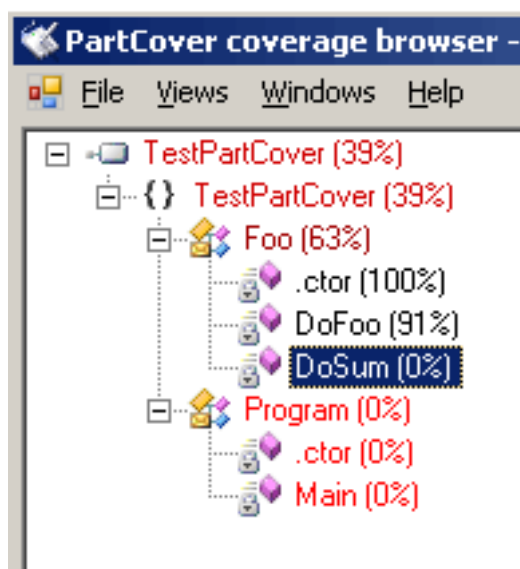 PartCover coverage browser -
File Views Windows Help
TestPartCover (39%)
{} TestPartCover (39%)
Foo (63%)
.ctor (100%)
DoFoo (91%)
DoSum (0%)
Program (0%)
.ctor (0%)
Main (0%)